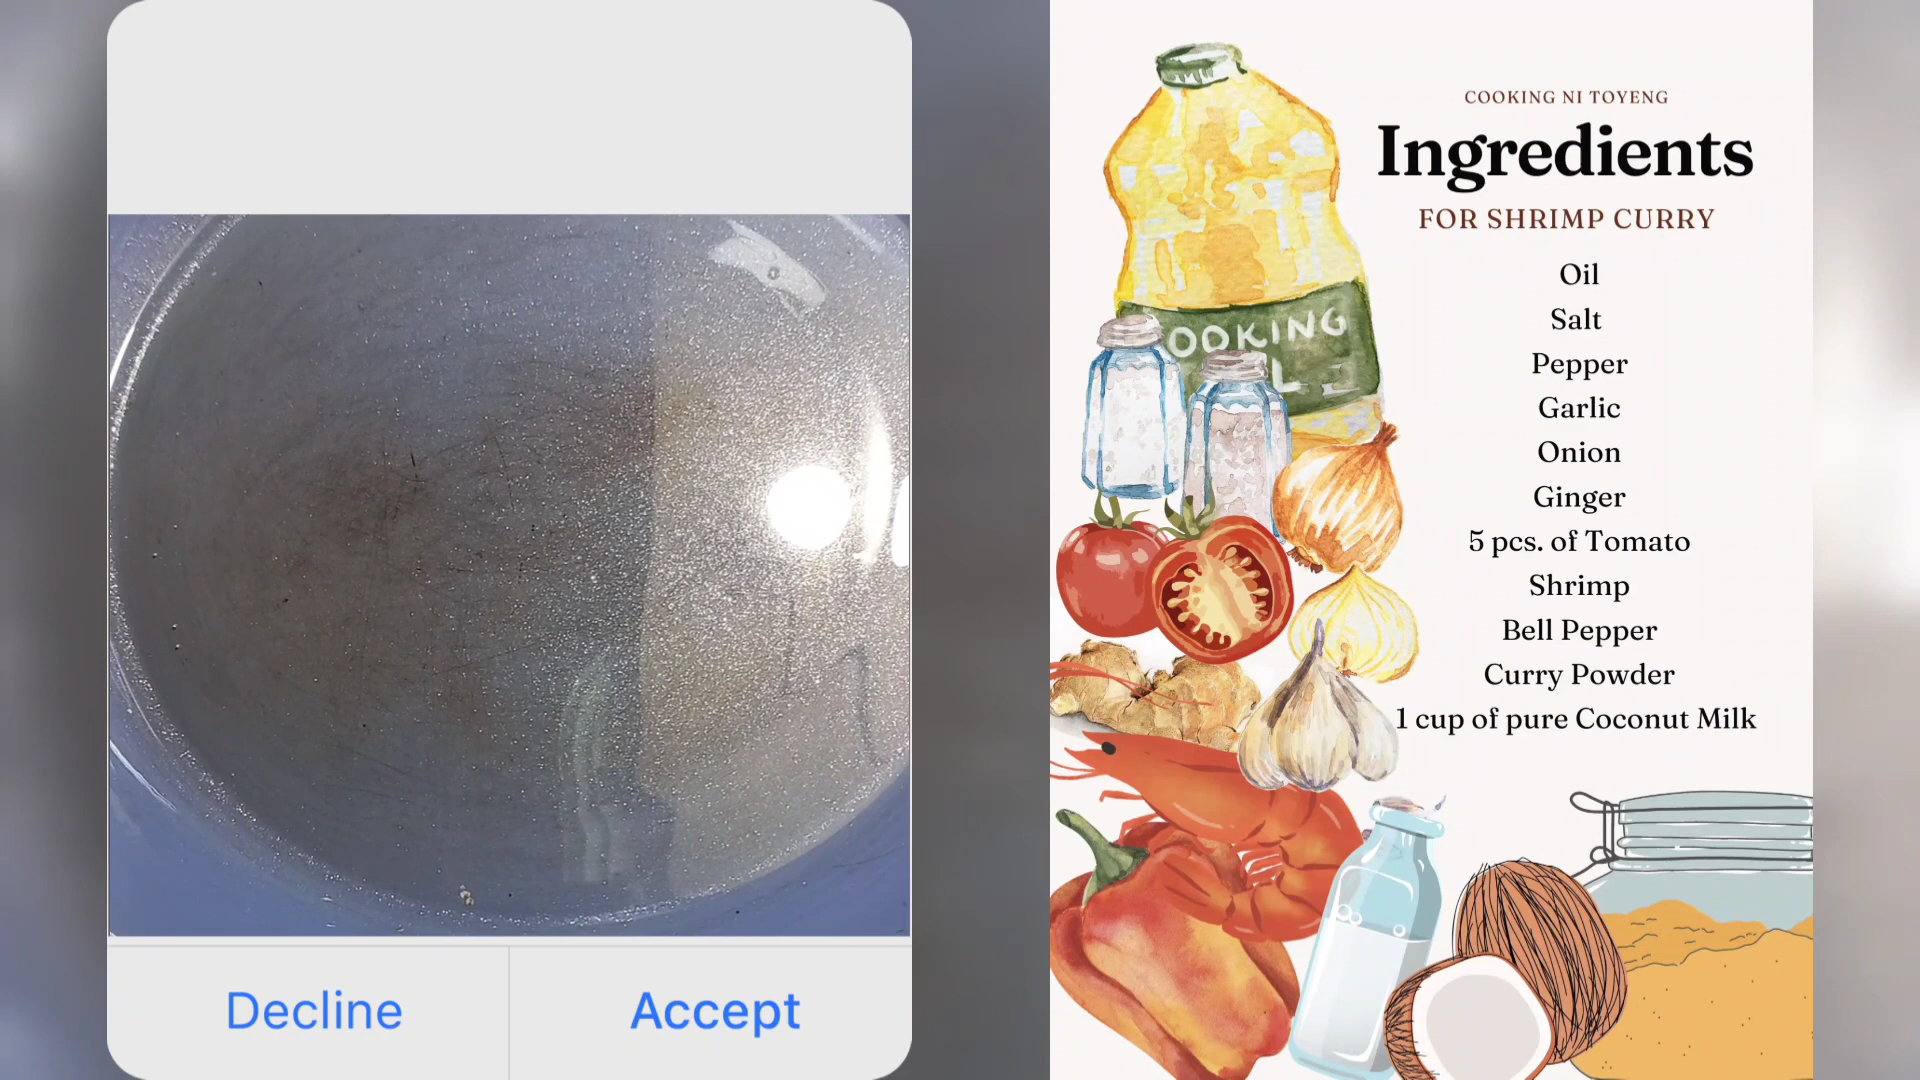 Decline
Accept
COOKING NI TOYENG
Ingredients
FOR SHRIMP CURRY
Oil
Salt
Pepper
Garlic
Onion
Ginger
5 pcs. of Tomato
Shrimp
Bell Pepper
Curry Powder
1 cup of pure Coconut Milk
OOKING
L